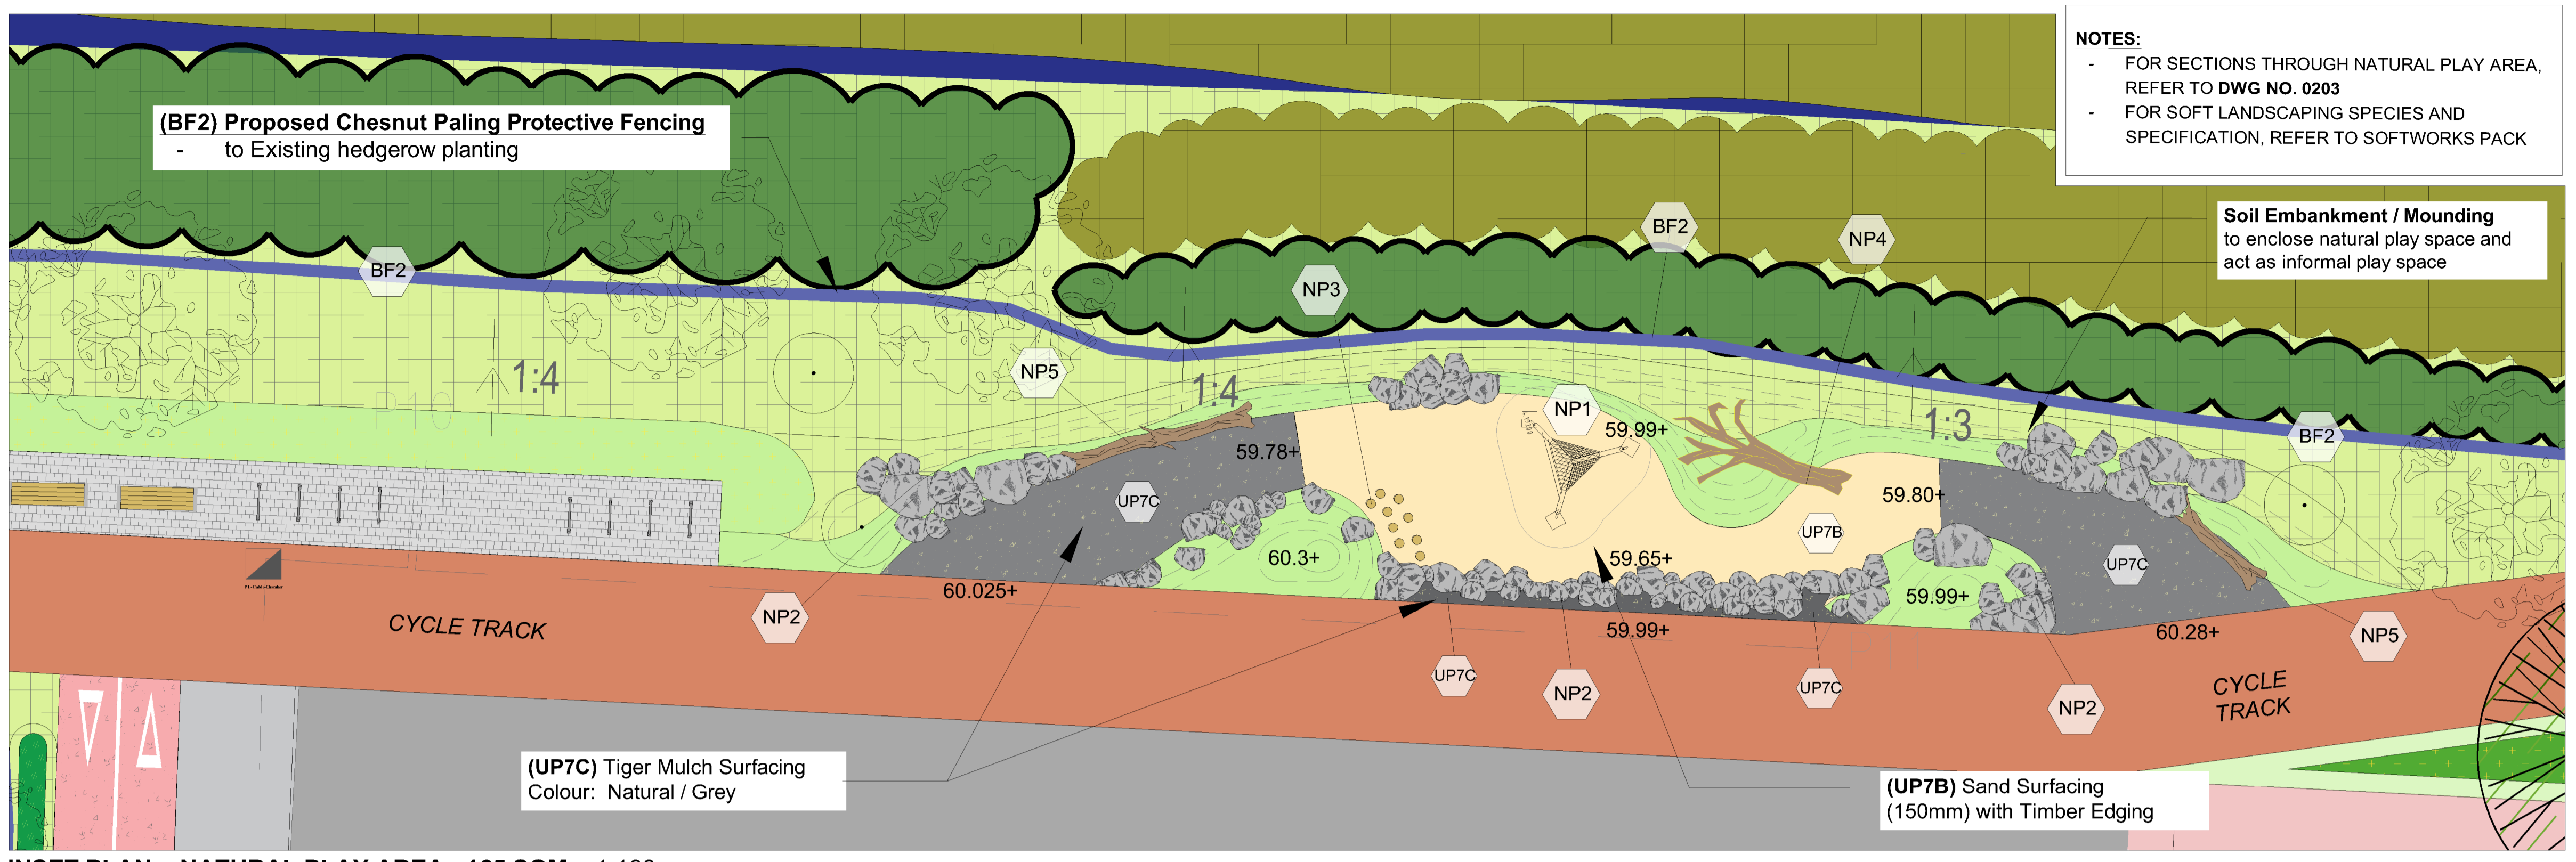 NOTES:
- FOR SECTIONS THROUGH NATURAL PLAY AREA,
REFER TO DWG NO. 0203
- FOR SOFT LANDSCAPING SPECIES AND
SPECIFICATION, REFER TO SOFTWORKS PACK
(BF2) Proposed Chesnut Paling Protective Fencing
- to Existing hedgerow planting
Soil Embankment / Mounding
to enclose natural play space and
act as informal play space
BF2
NP4
BF2
NP3
NP5
1:4
1:4
NP1
59.99+
1:3
BF2
P10
59.78+
59.80+
UP7C
UP7B
60.3+
59.65+
UP7C
60.025+
59.99+
CYCLE TRACK
NP2
59.99+
60.28+
NP5
UP7C
NP2
UP7C
NP2
CYCLE
TRACK
(UP7C) Tiger Mulch Surfacing
Colour: Natural / Grey
(UP7B) Sand Surfacing
(150mm) with Timber Edging